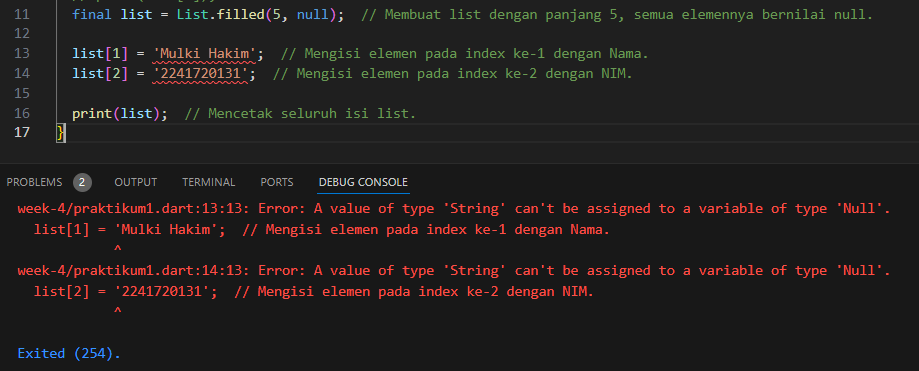 11 final list = List.filled(5, null);  // Membuat list dengan panjang 5, semua elemennya bernilai null.
12
13 list[1] = 'Mulki Hakim';  // Mengisi elemen pada index ke-1 dengan Nama.
14 list[2] = '2241720131';  // Mengisi elemen pada index ke-2 dengan NIM.
15
16 print(list);  // Mencetak seluruh isi list.
17 }
PROBLEMS 2 OUTPUT TERMINAL PORTS DEBUG CONSOLE
week-4/praktikum1.dart:13:13: Error: A value of type 'String' can't be assigned to a variable of type 'Null'.
list[1] = 'Mulki Hakim';  // Mengisi elemen pada index ke-1 dengan Nama.
^
week-4/praktikum1.dart:14:13: Error: A value of type 'String' can't be assigned to a variable of type 'Null'.
list[2] = '2241720131';  // Mengisi elemen pada index ke-2 dengan NIM.
^
Exited (254).